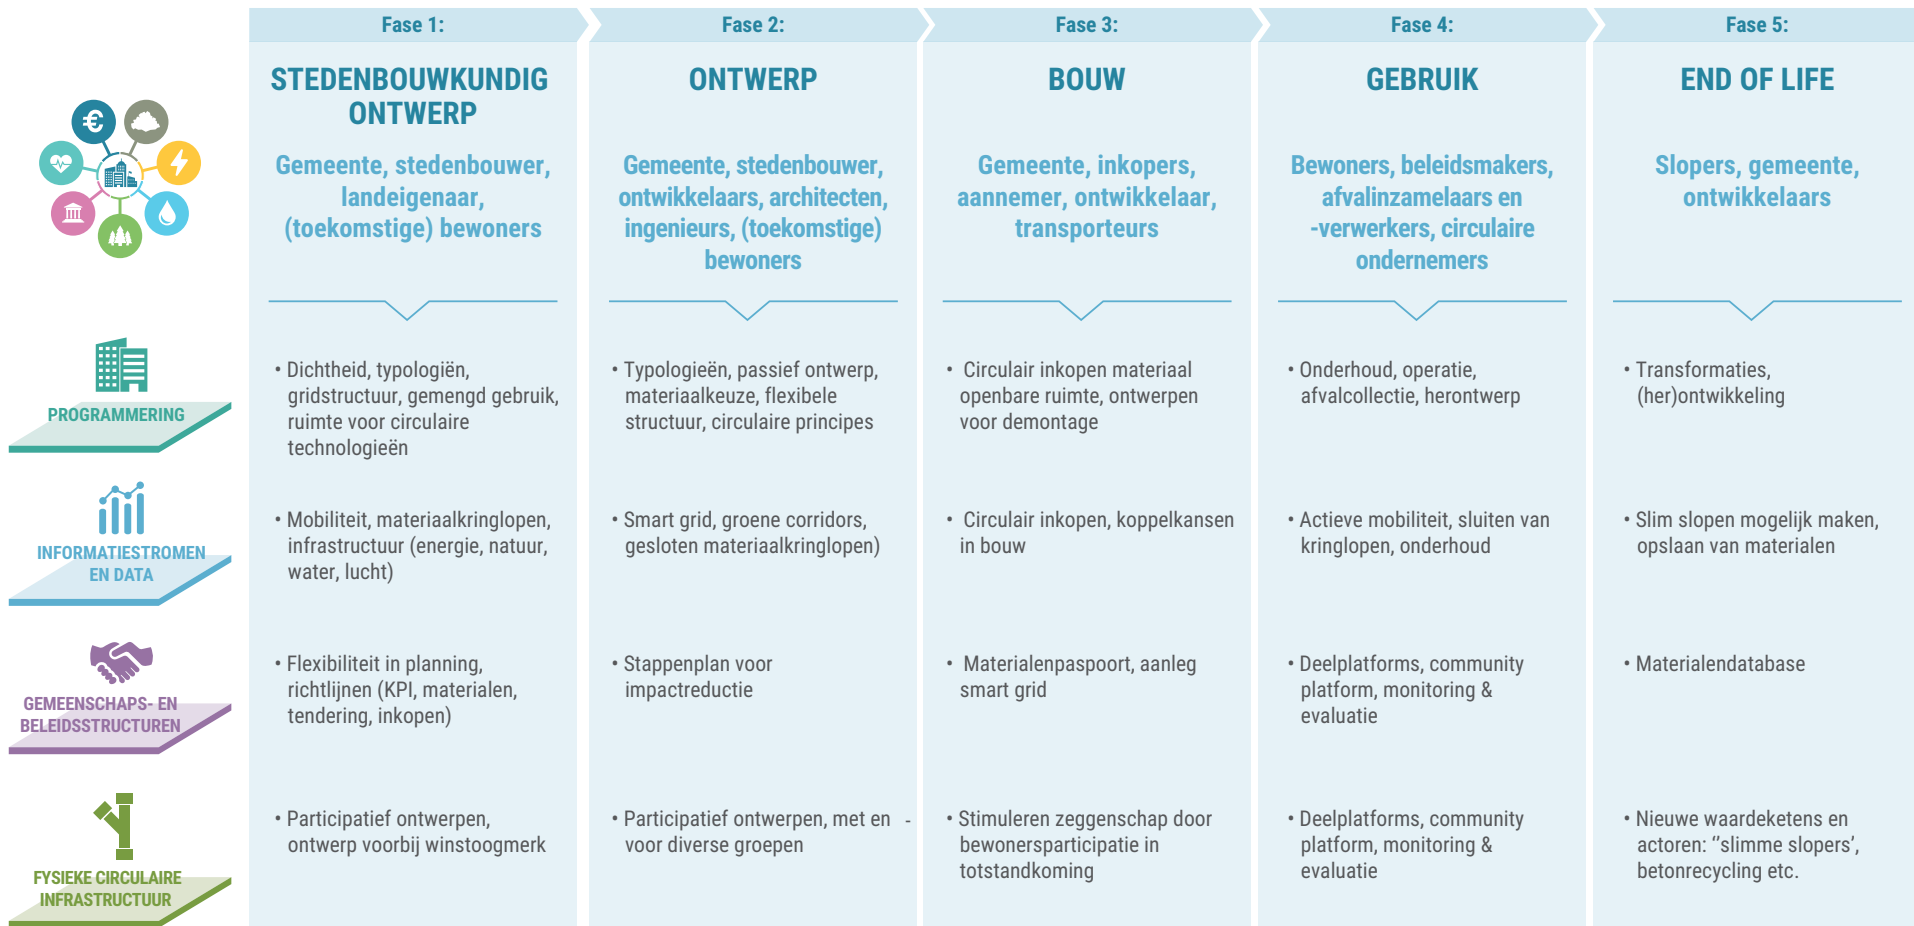 Fase 1:
Fase 2:
Fase 3:
Fase 4:
Fase 5:
STEDENBOUWKUNDIG
ONTWERP
ONTWERP
BOUW
GEBRUIK
END OF LIFE
Gemeente, stedenbouwer,
landeigenaar,
(toekomstige) bewoners
Gemeente, stedenbouwer,
ontwikkelaars, architecten,
ingenieurs, (toekomstige)
bewoners
Gemeente, inkopers,
aannemer, ontwikkelaar,
transporteurs
Bewoners, beleidsmakers,
afvalinzamelaars en
-verwerkers, circulaire
ondernemers
Slopers, gemeente,
ontwikkelaars
PROGRAMMERING
• Dichtheid, typologiën,
gridstructuur, gemengd gebruik,
ruimte voor circulaire
technologieën
• Typologieën, passief ontwerp,
materiaalkeuze, flexibele
structuur, circulaire principes
• Circulair inkopen materiaal
openbare ruimte, ontwerpen
voor demontage
• Onderhoud, operatie,
afvalcollectie, herontwerp
• Transformaties,
(her)ontwikkeling
INFORMATIESTROMEN
EN DATA
• Mobiliteit, materiaalkringlopen,
infrastructuur (energie, natuur,
water, lucht)
• Smart grid, groene corridors,
gesloten materiaalkringlopen)
• Circulair inkopen, koppelkansen
in bouw
• Actieve mobiliteit, sluiten van
kringlopen, onderhoud
• Slim slopen mogelijk maken,
opslaan van materialen
GEMEENSCHAPS- EN
BELEIDSSTRUCTUREN
• Flexibiliteit in planning,
richtlijnen (KPI, materialen,
tendering, inkopen)
• Stappenplan voor
impactreductie
• Materialenpaspoort, aanleg
smart grid
• Deelplatforms, community
platform, monitoring &
evaluatie
• Materialendatabase
FYSIEKE CIRCULAIRE
INFRASTRUCTUUR
• Participatief ontwerpen,
ontwerp voorbij winstoogmerk
• Participatief ontwerpen, met en -
voor diverse groepen
• Stimuleren zeggenschap door
bewonersparticipatie in
totstandkoming
• Deelplatforms, community
platform, monitoring &
evaluatie
• Nieuwe waardeketens en
actoren: ‘’slimme slopers’,
betonrecycling etc.